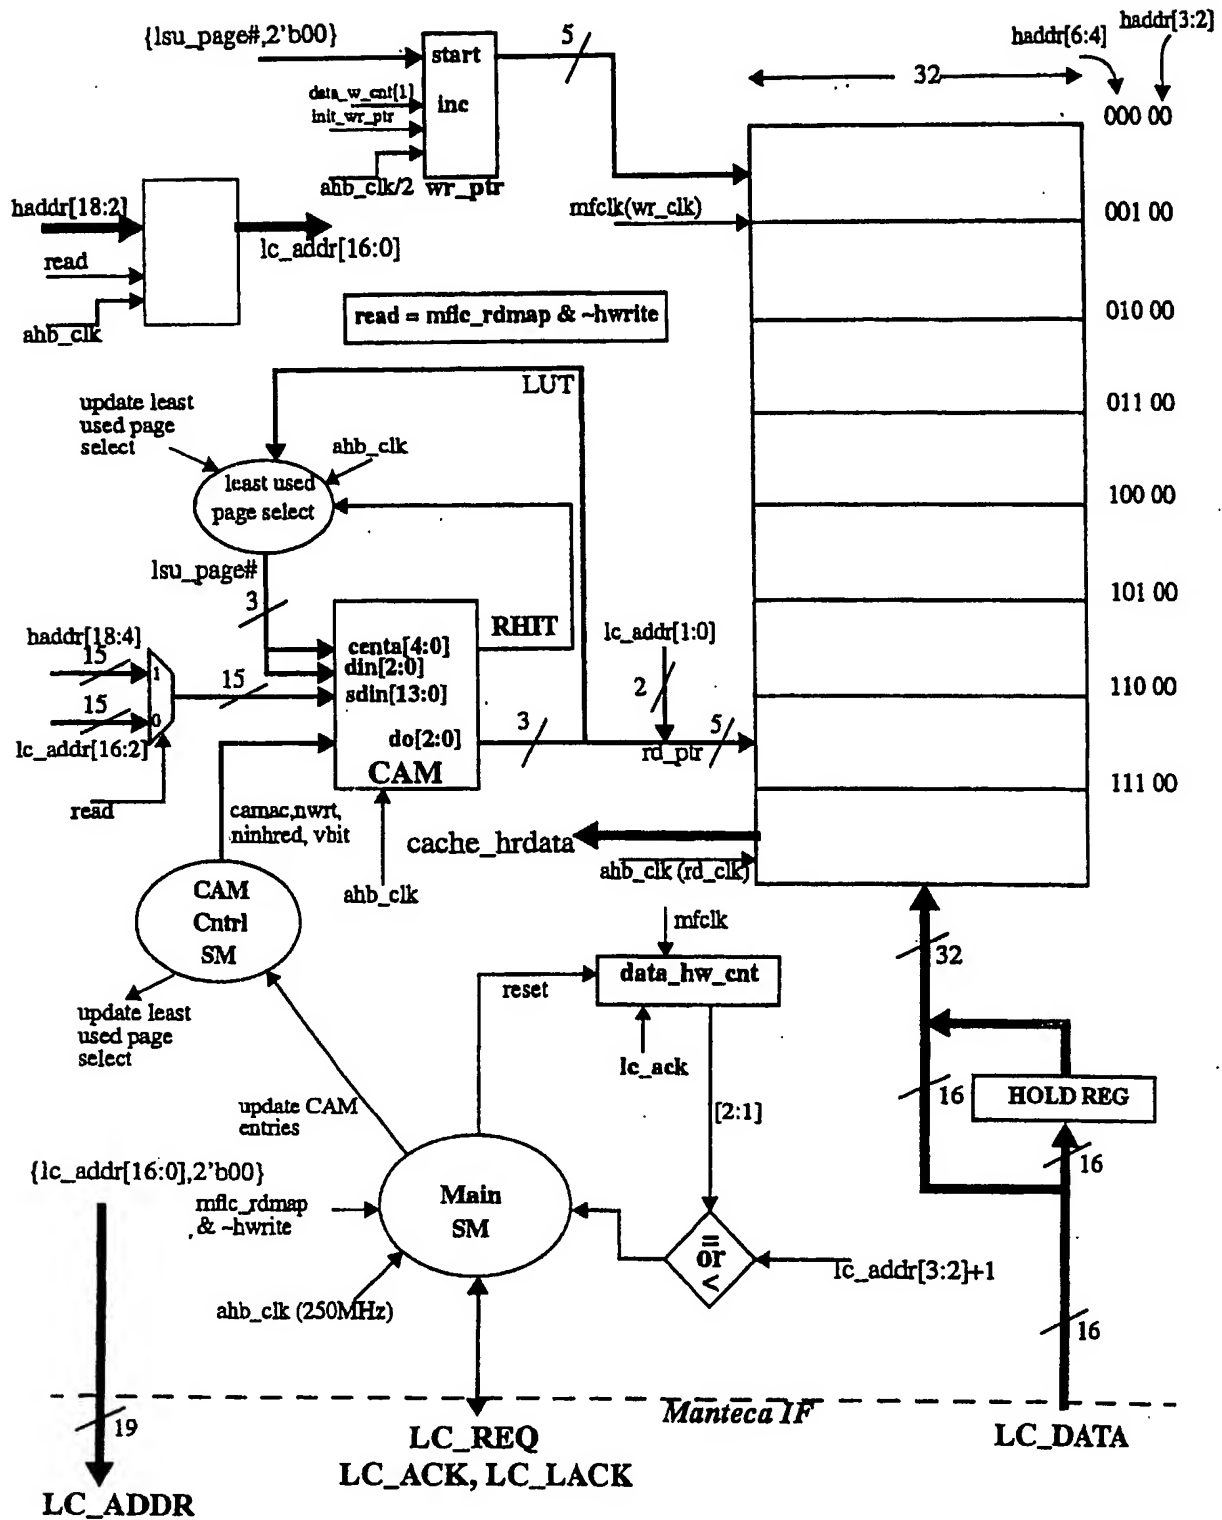 {lsu_page#,2'b00}
5
haddr[6:4]
haddr[3:2]
start
32
data_w_cnt[1]
inc
init_wr_ptr
000 00
ahb_clk/2
wr_ptr
haddr[18:2]
mfclk(wr_clk)
001 00
lc_addr[16:0]
read
ahb_clk
read = mflc_rdmap & ~hwrite
010 00
LUT
update least
used page
select
011 00
ahb_clk
least used
page select
100 00
lsu_page#
3
101 00
RHIT
haddr[18:4]
lc_addr[1:0]
15
1
centa[4:0]
din[2:0]
15
sdin[13:0]
2
110 00
15
0
lc_addr[16:2]
do[2:0]
3
rd_ptr
5
CAM
read
camac,nwrt,
ninhred, vbit
111 00
cache_hrdata
ahb_clk (rd_clk)
ahb_clk
CAM
Cntrl
SM
mfclk
32
data_hw_cnt
reset
update least
used page
select
lc_ack
[2:1]
16
HOLD REG
update CAM
entries
16
{lc_addr[16:0],2'b00}
mflc_rdmap
& ~hwrite
Main
SM
=
or
<
lc_addr[3:2]+1
ahb_clk (250MHz)
16
Manteca IF
19
LC_REQ
LC_ACK, LC_LACK
LC_DATA
LC_ADDR